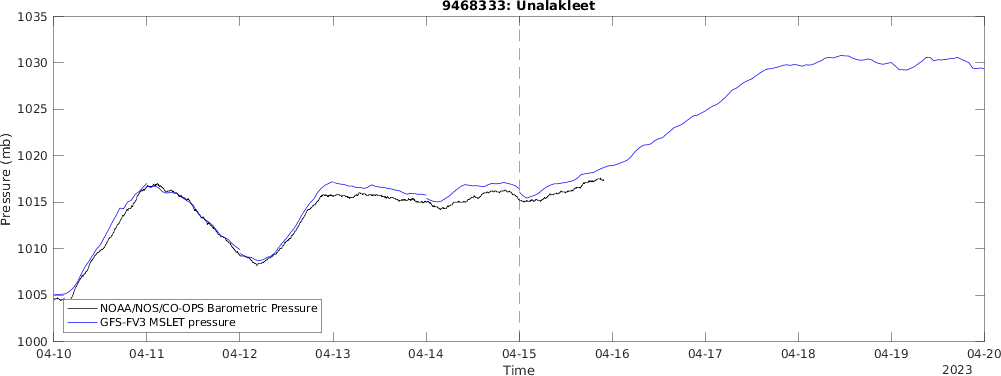 9468333: Unalakleet
Pressure (mb)
1035
1030
1025
1020
1015
1010
1005
1000
NOAA/NOS/CO-OPS Barometric Pressure
GFS-FV3 MSLET pressure
04-10 04-11 04-12 04-13 04-14 04-15 04-16 04-17 04-18 04-19 04-20
Time
2023